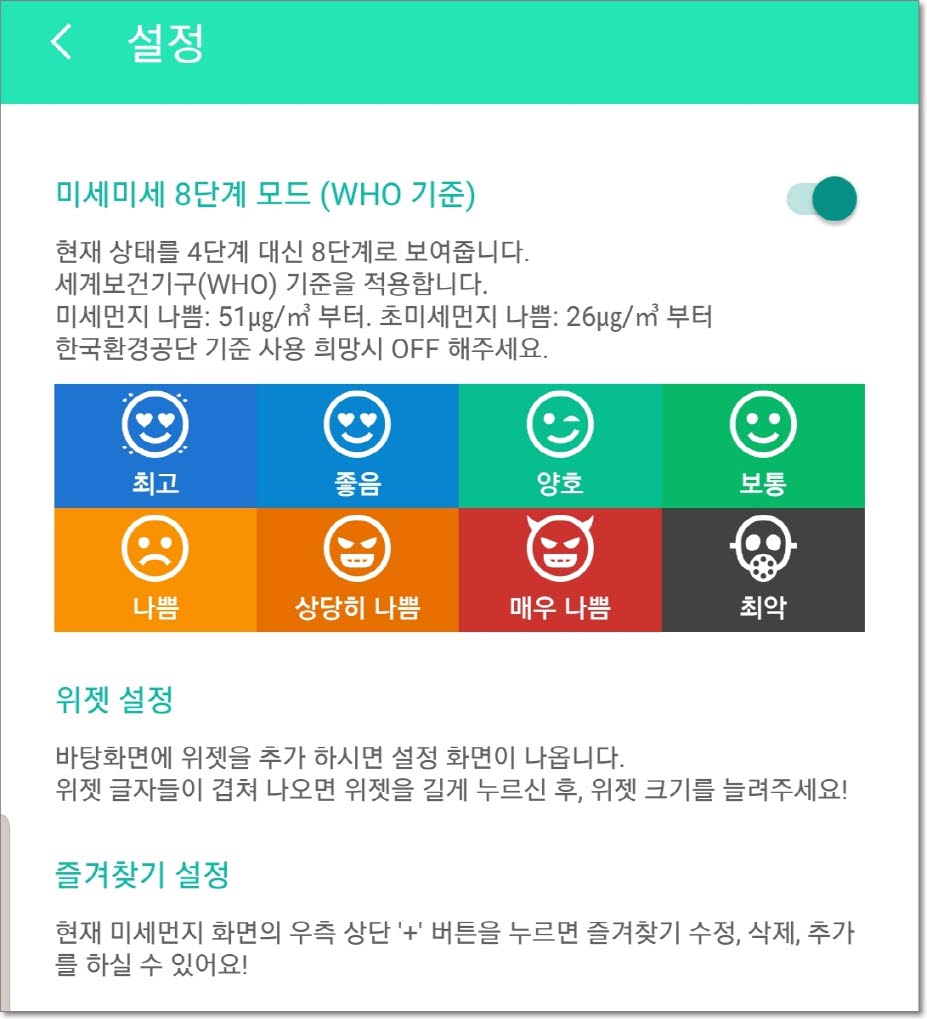 설정
미세미세 8단계 모드 (WHO 기준)
현재 상태를 4단계 대신 8단계로 보여줍니다.
세계보건기구(WHO) 기준을 적용합니다.
미세먼지 나쁨: 51μg/㎥ 부터. 초미세먼지 나쁨: 26μg/㎥ 부터
한국환경공단 기준 사용 희망시 OFF 해주세요.
최고 좋음 양호 보통
나쁨 상당히 나쁨 매우 나쁨 최악
위젯 설정
바탕화면에 위젯을 추가 하시면 설정 화면이 나옵니다.
위젯 글자들이 겹쳐 나오면 위젯을 길게 누르신 후, 위젯 크기를 늘려주세요!
즐겨찾기 설정
현재 미세먼지 화면의 우측 상단 '+' 버튼을 누르면 즐겨찾기 수정, 삭제, 추가
를 하실 수 있어요!